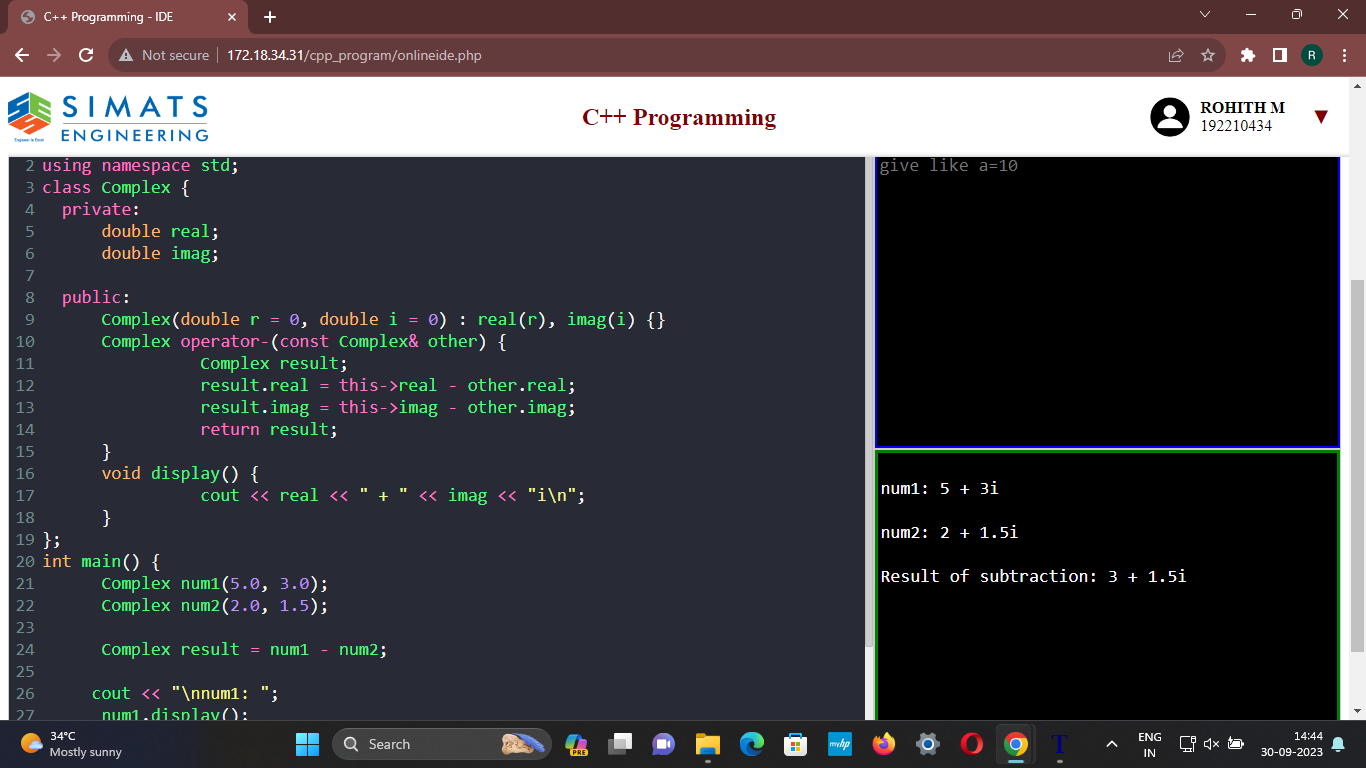 C++ Programming - IDE
Not secure 172.18.34.31/cpp_program/onlineide.php
R
SIMATS
ENGINEERING
C++ Programming
ROHITH M
192210434
2 using namespace std;
3 class Complex {
4 private:
5 double real;
6 double imag;
7
8 public:
9 Complex(double r = 0, double i = 0) : real(r), imag(i) {}
10 Complex operator-(const Complex& other) {
11 Complex result;
12 result.real = this->real - other.real;
13 result.imag = this->imag - other.imag;
14 return result;
15 }
16 void display() {
17 cout << real << " + " << imag << "i\n";
18 }
19 };
20 int main() {
21 Complex num1(5.0, 3.0);
22 Complex num2(2.0, 1.5);
23
24 Complex result = num1 - num2;
25
26 cout << "\nnum1: ";
27 num1.display();
give like a=10
num1: 5 + 3i
num2: 2 + 1.5i
Result of subtraction: 3 + 1.5i
34°C
Mostly sunny
Search
PRE
myhp
T
ENG
IN
14:44
30-09-2023